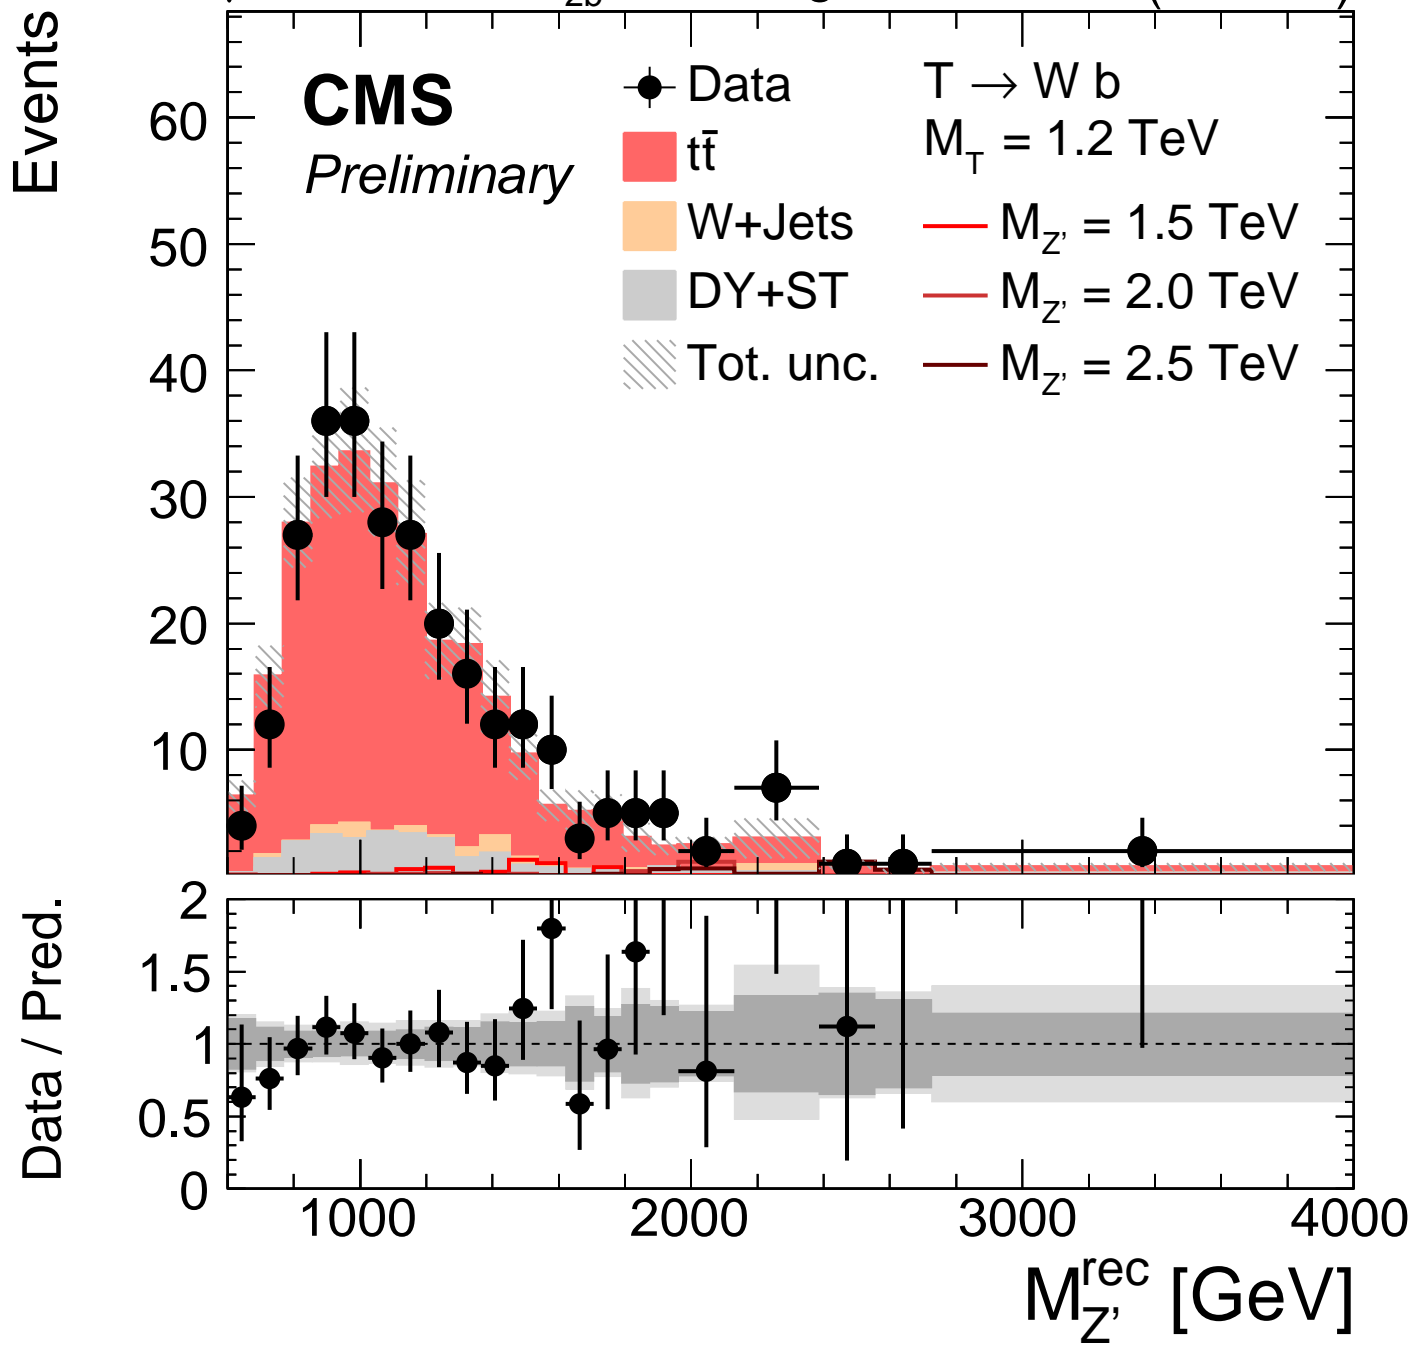 Events
CMS
Preliminary
Data
tt̄
W+Jets
DY+ST
Tot. unc.
T → W b
M_T = 1.2 TeV
M_Z' = 1.5 TeV
M_Z' = 2.0 TeV
M_Z' = 2.5 TeV
60
50
40
30
20
10
Data / Pred.
2
1.5
1
0.5
0
1000 2000 3000 4000
M_Z'^rec [GeV]